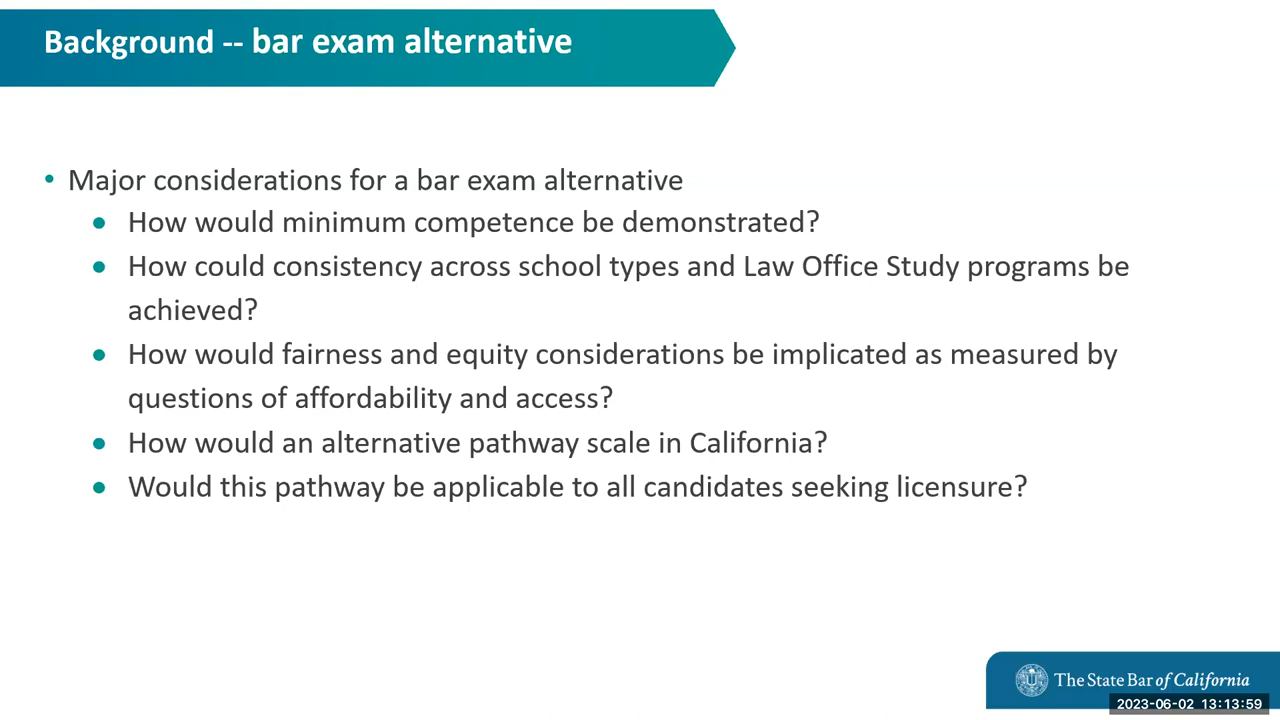 Background -- bar exam alternative
• Major considerations for a bar exam alternative
● How would minimum competence be demonstrated?
● How could consistency across school types and Law Office Study programs be
achieved?
● How would fairness and equity considerations be implicated as measured by
questions of affordability and access?
● How would an alternative pathway scale in California?
● Would this pathway be applicable to all candidates seeking licensure?
The State Bar of California
2023-06-02 13:13:59